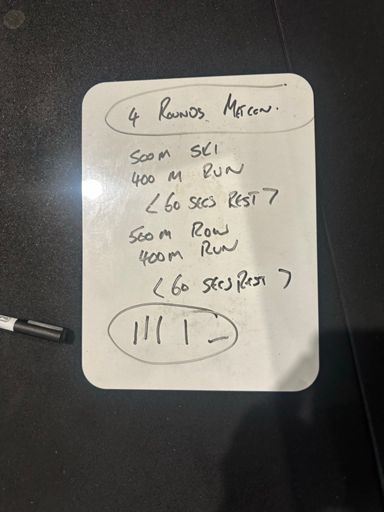 4 ROUNDS METCON.
500M SKI
400 M RUN
< 60 SECS REST >
500M ROW
400M RUN
< 60 SECS REST >